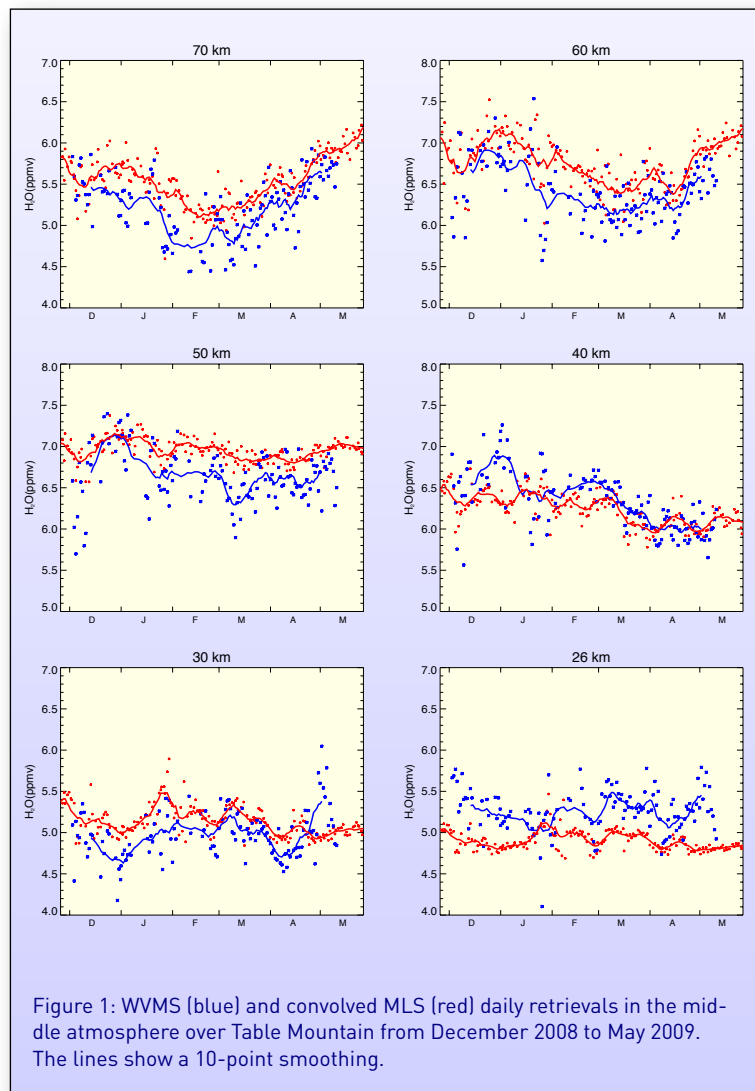 70 km
7.0
6.5
6.0
5.5
5.0
4.5
4.0
H₂O(ppmv)
D J F M A M
60 km
8.0
7.5
7.0
6.5
6.0
5.5
5.0
H₂O(ppmv)
D J F M A M
50 km
8.0
7.5
7.0
6.5
6.0
5.5
5.0
H₂O(ppmv)
D J F M A M
40 km
8.0
7.5
7.0
6.5
6.0
5.5
5.0
H₂O(ppmv)
D J F M A M
30 km
7.0
6.5
6.0
5.5
5.0
4.5
4.0
H₂O(ppmv)
D J F M A M
26 km
7.0
6.5
6.0
5.5
5.0
4.5
4.0
H₂O(ppmv)
D J F M A M
Figure 1: WVMS (blue) and convolved MLS (red) daily retrievals in the mid-
dle atmosphere over Table Mountain from December 2008 to May 2009.
The lines show a 10-point smoothing.